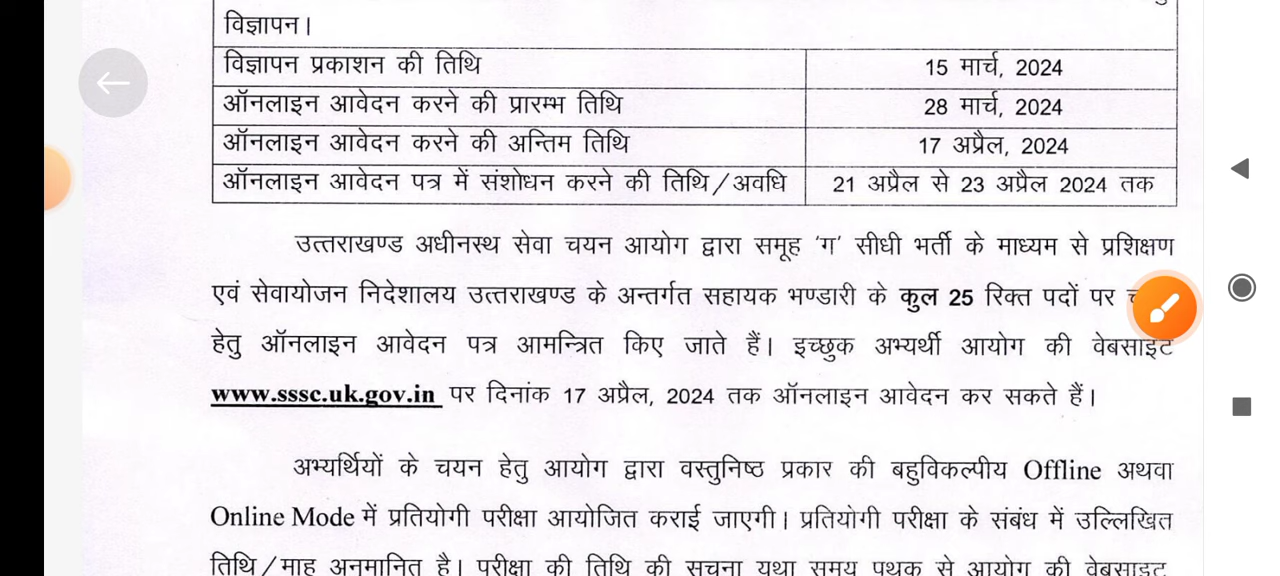 विज्ञापन।
विज्ञापन प्रकाशन की तिथि 15 मार्च, 2024
ऑनलाइन आवेदन करने की प्रारम्भ तिथि 28 मार्च, 2024
ऑनलाइन आवेदन करने की अन्तिम तिथि 17 अप्रैल, 2024
ऑनलाइन आवेदन पत्र में संशोधन करने की तिथि/अवधि 21 अप्रैल से 23 अप्रैल 2024 तक
उत्तराखण्ड अधीनस्थ सेवा चयन आयोग द्वारा समूह ‘ग’ सीधी भर्ती के माध्यम से प्रशिक्षण
एवं सेवायोजन निदेशालय उत्तराखण्ड के अन्तर्गत सहायक भण्डारी के कुल 25 रिक्त पदों पर
हेतु ऑनलाइन आवेदन पत्र आमन्त्रित किए जाते हैं। इच्छुक अभ्यर्थी आयोग की वेबसाइट
www.sssc.uk.gov.in पर दिनांक 17 अप्रैल, 2024 तक ऑनलाइन आवेदन कर सकते हैं।
अभ्यर्थियों के चयन हेतु आयोग द्वारा वस्तुनिष्ठ प्रकार की बहुविकल्पीय Offline अथवा
Online Mode में प्रतियोगी परीक्षा आयोजित कराई जाएगी। प्रतियोगी परीक्षा के संबंध में उल्लिखित
तिथि/माह अनुमानित है। परीक्षा की तिथि की सूचना यथा समय पृथक से आयोग की वेबसाइट